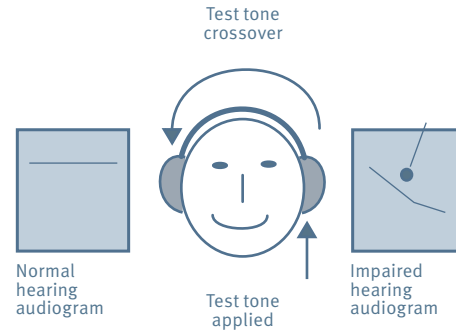 Test tone
crossover
Normal
hearing
audiogram
Test tone
applied
Impaired
hearing
audiogram